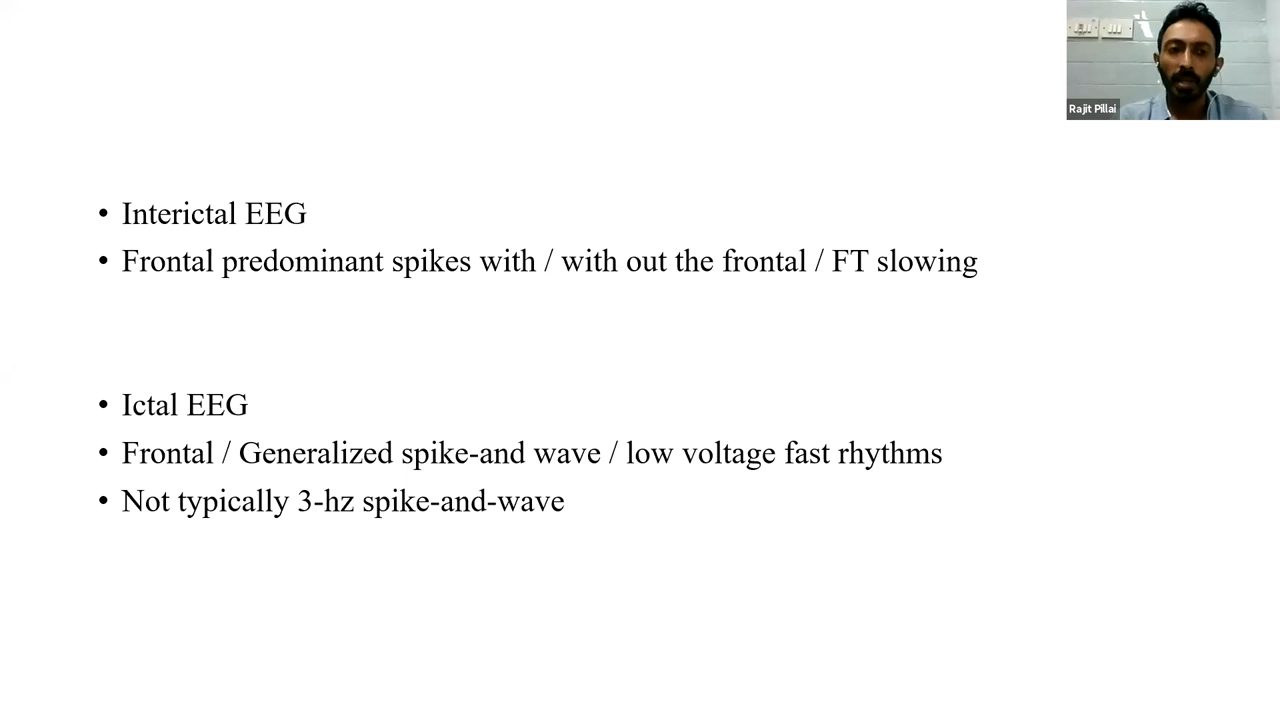 Rajit Pillai
• Interictal EEG
• Frontal predominant spikes with / with out the frontal / FT slowing
• Ictal EEG
• Frontal / Generalized spike-and wave / low voltage fast rhythms
• Not typically 3-hz spike-and-wave